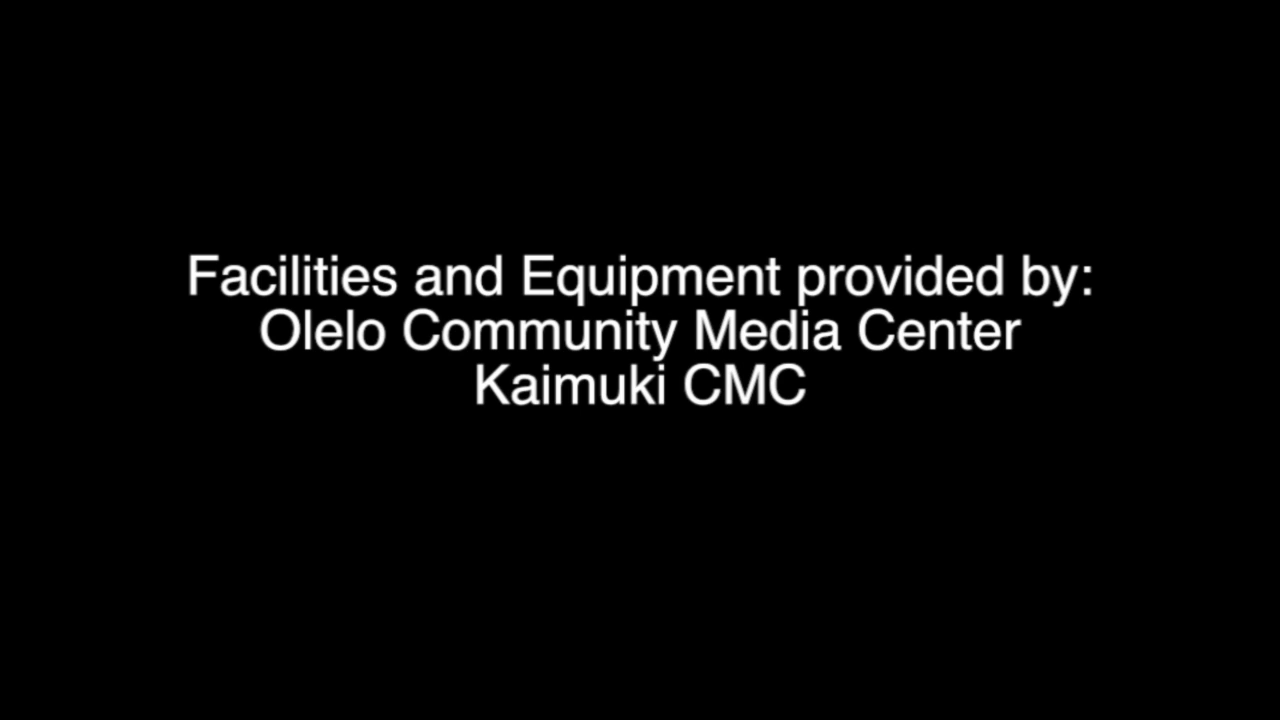 Facilities and Equipment provided by:
Olelo Community Media Center
Kaimuki CMC